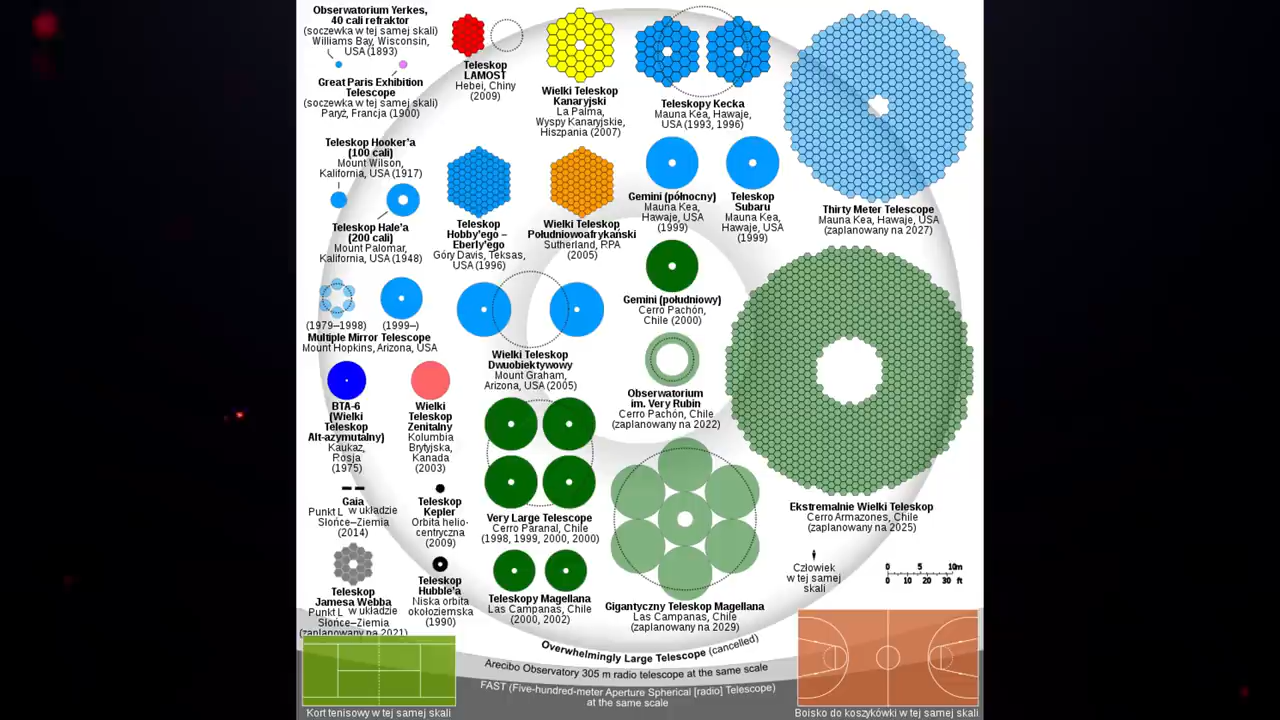 Obserwatorium Yerkes,
40 cali refraktor
(soczewka w tej samej skali)
Williams Bay, Wisconsin,
USA (1893)
Great Paris Exhibition
Telescope
(soczewka w tej samej skali)
Paryż, Francja (1900)
Teleskop Hooker'a
(100 cali)
Mount Wilson,
Kalifornia, USA (1917)
Teleskop Hale'a
(200 cali)
Mount Palomar,
Kalifornia, USA (1948)
(1979–1998) (1999–)
Multiple Mirror Telescope
Mount Hopkins, Arizona, USA
BTA-6
(Wielki
Teleskop
Alt-azymutalny)
Kaukaz,
Rosja
(1975)
Wielki
Teleskop
Zenitalny
Kolumbia
Brytyjska,
Kanada
(2003)
Gaia
Punkt L w układzie
Słońce–Ziemia
(2014)
Teleskop
Kepler
Orbita helio-
centryczna
(2009)
Teleskop
Jamesa Webba
Punkt L w układzie
Słońce–Ziemia
(zaplanowany na 2021)
Teleskop
Hubble'a
Niska orbita
okołoziemska
(1990)
Teleskop
LAMOST
Hebei, Chiny
(2009)
Wielki Teleskop
Kanaryjski
La Palma,
Wyspy Kanaryjskie,
Hiszpania (2007)
Teleskopy Kecka
Mauna Kea, Hawaje,
USA (1993, 1996)
Teleskop
Hobby'ego –
Eberly'ego
Góry Davis, Teksas,
USA (1996)
Wielki Teleskop
Południowoafrykański
Sutherland, RPA
(2005)
Gemini (północny)
Mauna Kea,
Hawaje, USA
(1999)
Teleskop
Subaru
Mauna Kea,
Hawaje, USA
(1999)
Wielki Teleskop
Dwuobiektywowy
Mount Graham,
Arizona, USA (2005)
Gemini (południowy)
Cerro Pachón,
Chile (2000)
Obserwatorium
im. Very Rubin
Cerro Pachón, Chile
(zaplanowany na 2022)
Very Large Telescope
Cerro Paranal, Chile
(1998, 1999, 2000, 2000)
Teleskopy Magellana
Las Campanas, Chile
(2000, 2002)
Gigantyczny Teleskop Magellana
Las Campanas, Chile
(zaplanowany na 2029)
Thirty Meter Telescope
Mauna Kea, Hawaje, USA
(zaplanowany na 2027)
Ekstremalnie Wielki Teleskop
Cerro Armazones, Chile
(zaplanowany na 2025)
Człowiek
w tej samej
skali
0 5 10m
0 10 20 30 ft
Overwhelmingly Large Telescope (cancelled)
Arecibo Observatory 305 m radio telescope at the same scale
FAST (Five-hundred-meter Aperture Spherical [radio] Telescope)
at the same scale
Kort tenisowy w tej samej skali
Boisko do koszykówki w tej samej skali